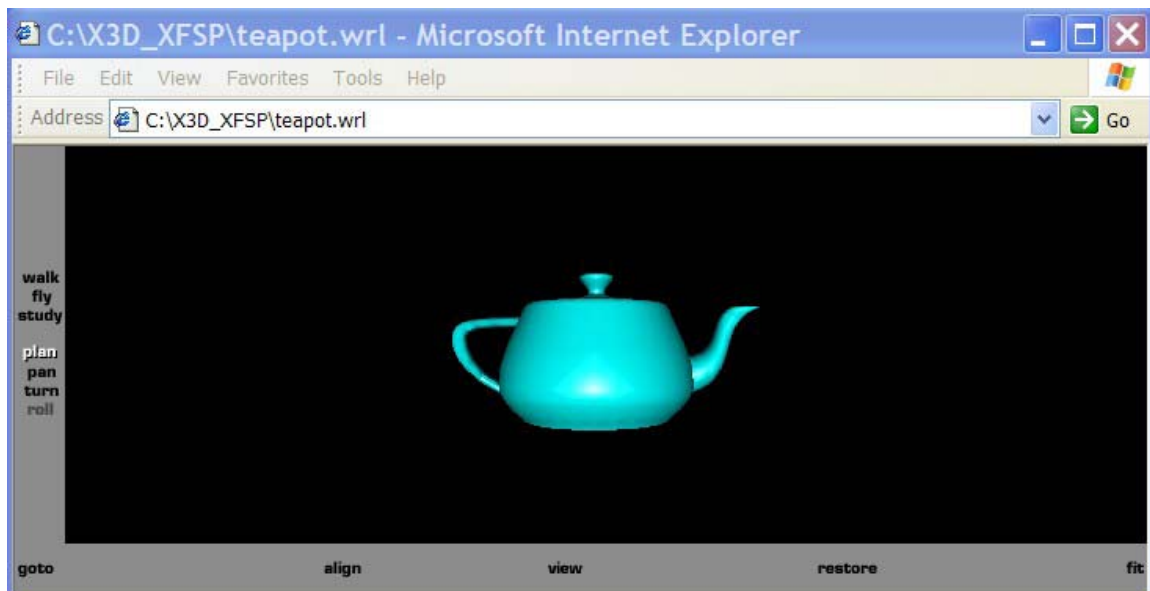 C:\X3D_XFSP\teapot.wrl - Microsoft Internet Explorer
File Edit View Favorites Tools Help
Address C:\X3D_XFSP\teapot.wrl Go
walk
fly
study
plan
pan
turn
roll
goto align view restore fit